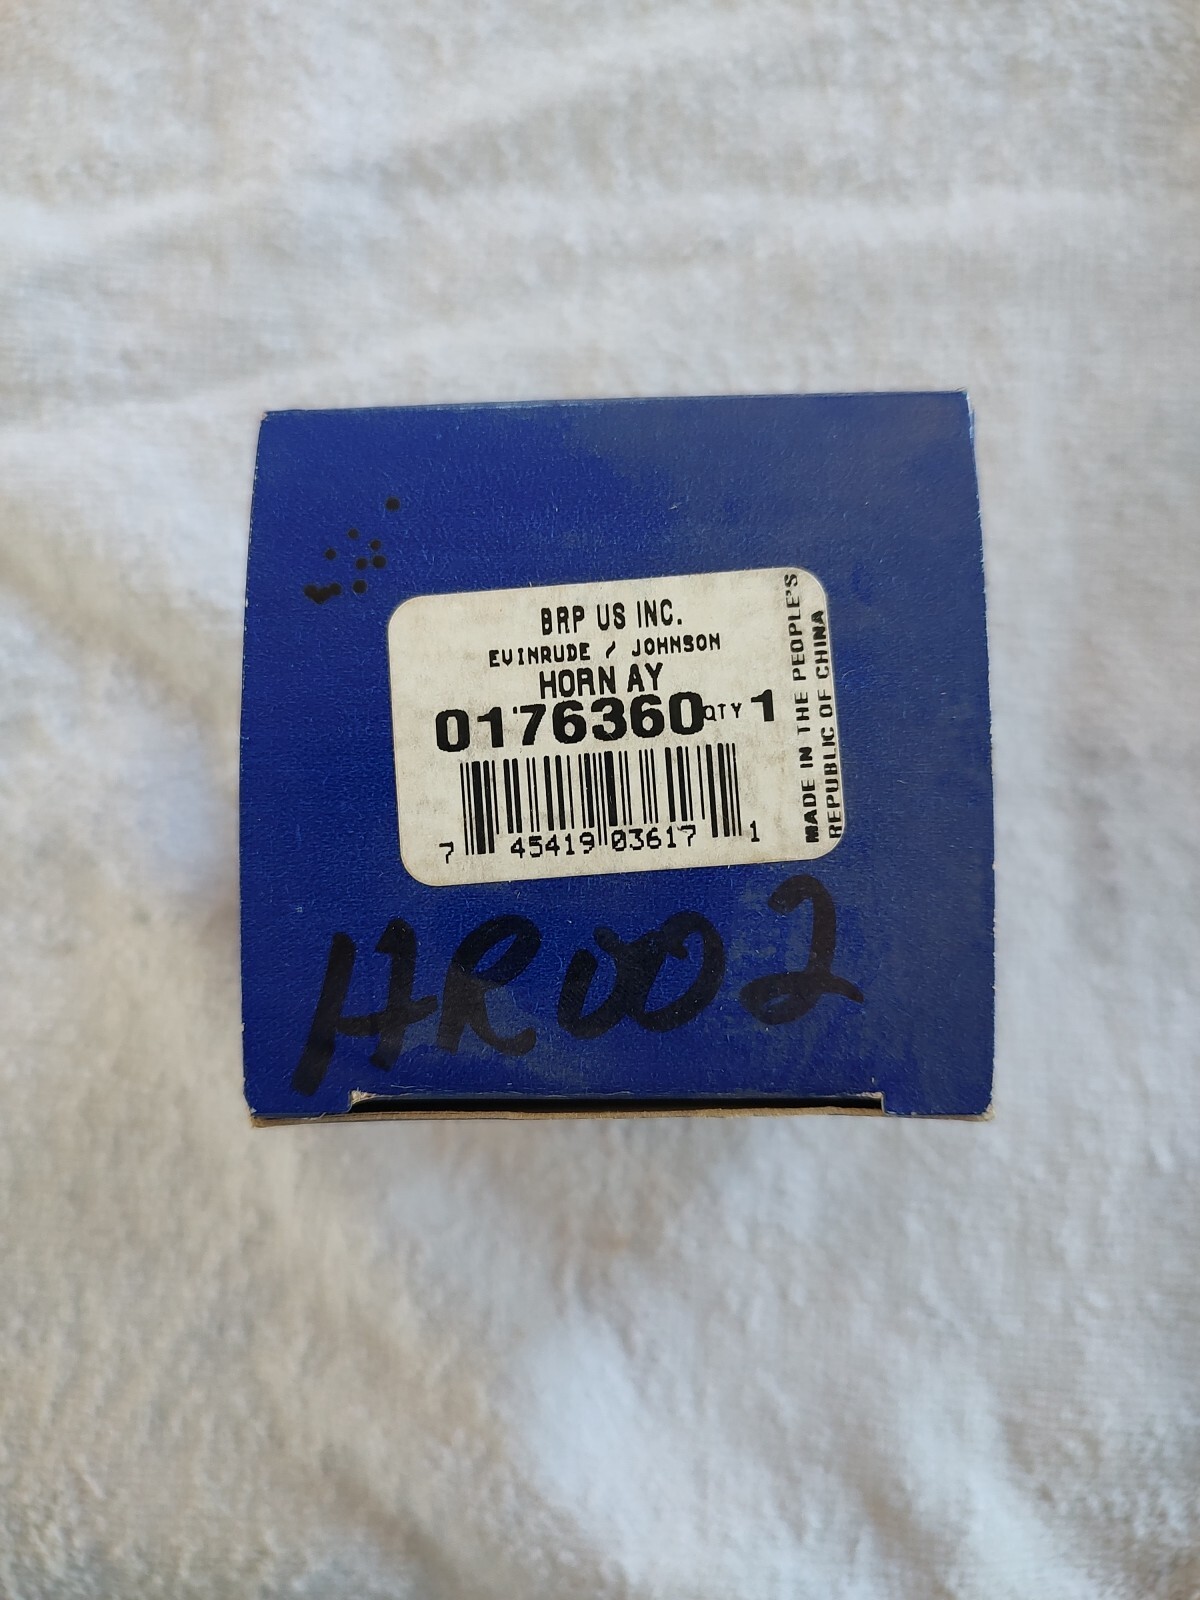 BRP US INC.
EVINRUDE / JOHNSON
HORN AY
0176360 QTY 1
7 45419 03617 1
MADE IN THE PEOPLE'S
REPUBLIC OF CHINA
HR002